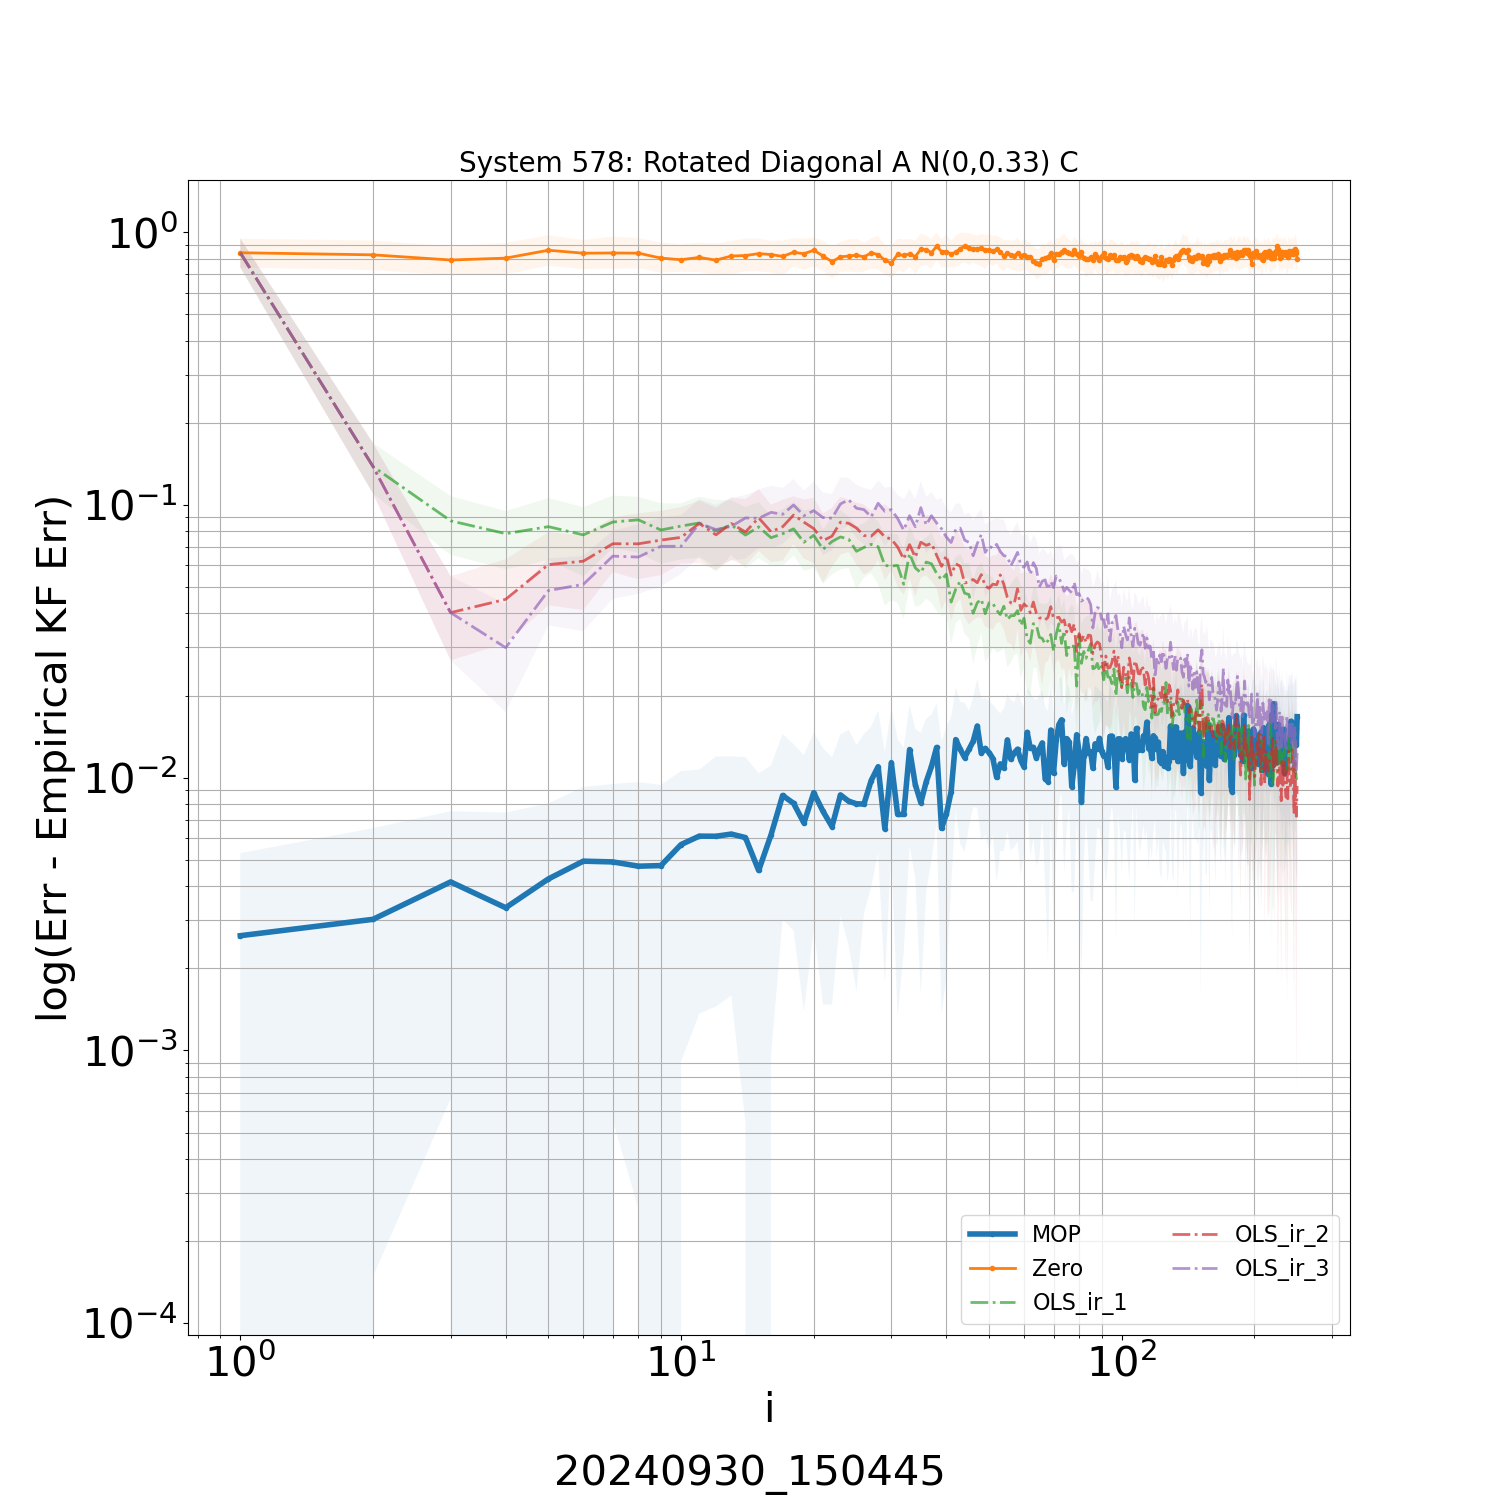 System 578: Rotated Diagonal A N(0,0.33) C
log(Err - Empirical KF Err)
10⁰
10⁻¹
10⁻²
10⁻³
10⁻⁴
MOP
Zero
OLS_ir_1
OLS_ir_2
OLS_ir_3
10⁰ 10¹ 10²
i
20240930_150445